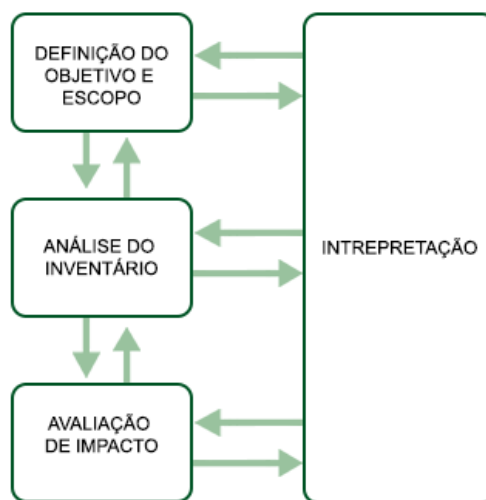 DEFINIÇÃO DO
OBJETIVO E
ESCOPO
ANÁLISE DO
INVENTÁRIO
INTREPRETAÇÃO
AVALIAÇÃO
DE IMPACTO